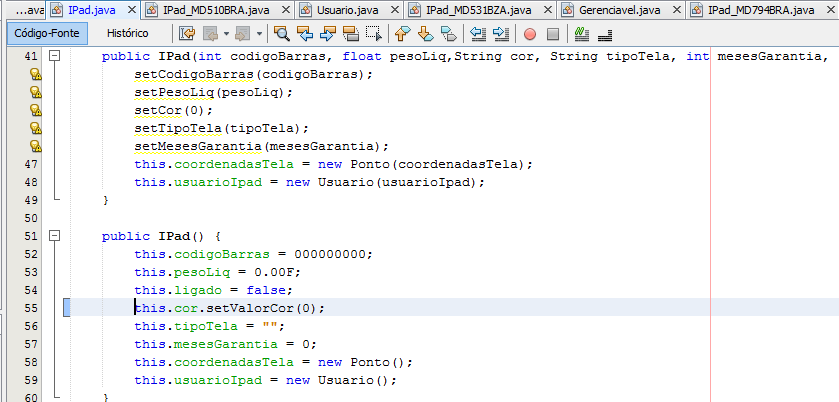 ...ava
IPad.java
IPad_MD510BRA.java
Usuario.java
IPad_MD531BZA.java
Gerenciavel.java
IPad_MD794BRA.java
Código-Fonte
Histórico
41 public IPad(int codigoBarras, float pesoLiq,String cor, String tipoTela, int mesesGarantia,
setCodigoBarras(codigoBarras);
setPesoLiq(pesoLiq);
setCor(0);
setTipoTela(tipoTela);
setMesesGarantia(mesesGarantia);
47 this.coordenadasTela = new Ponto(coordenadasTela);
48 this.usuarioIpad = new Usuario(usuarioIpad);
49 }
50
51 public IPad() {
52 this.codigoBarras = 000000000;
53 this.pesoLiq = 0.00F;
54 this.ligado = false;
55 this.cor.setValorCor(0);
56 this.tipoTela = "";
57 this.mesesGarantia = 0;
58 this.coordenadasTela = new Ponto();
59 this.usuarioIpad = new Usuario();
60 }